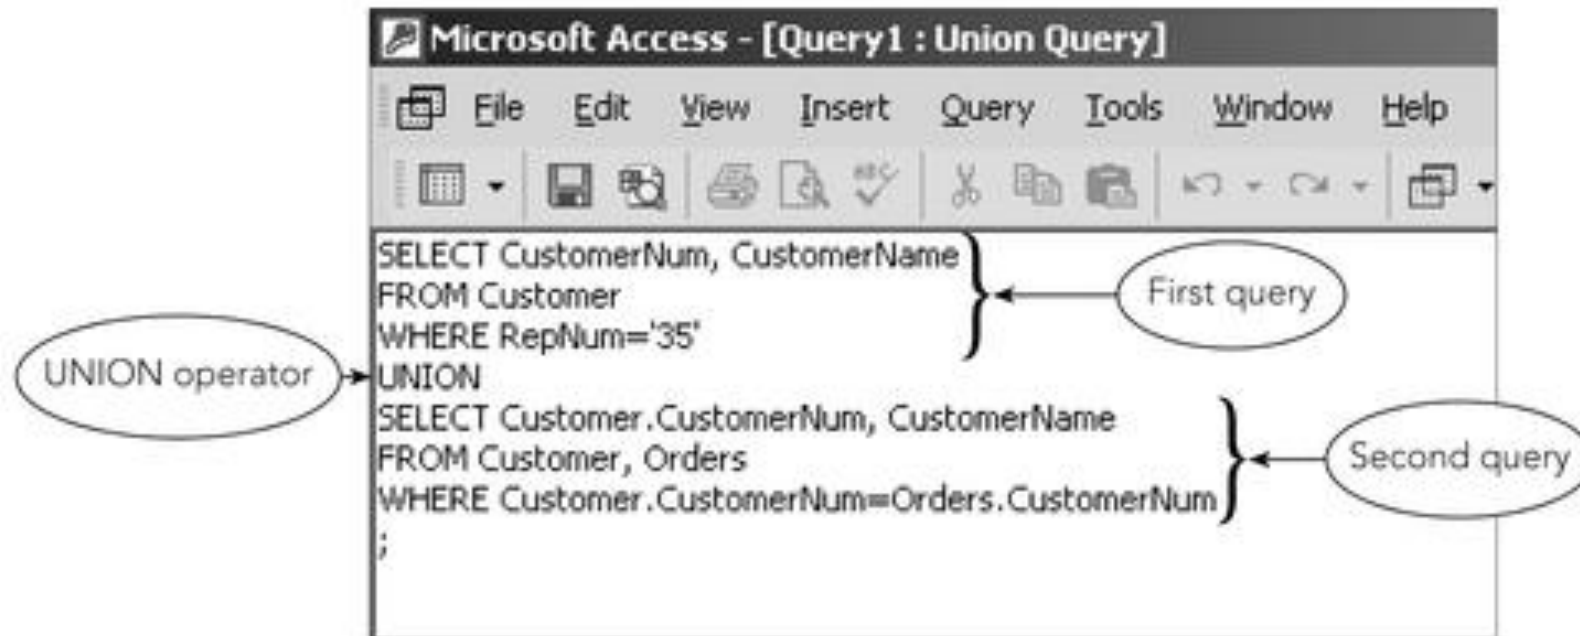 Microsoft Access - [Query1 : Union Query]
File Edit View Insert Query Tools Window Help
ABC
SELECT CustomerNum, CustomerName
FROM Customer
WHERE RepNum='35'
UNION
SELECT Customer.CustomerNum, CustomerName
FROM Customer, Orders
WHERE Customer.CustomerNum=Orders.CustomerNum
;
First query
UNION operator
Second query